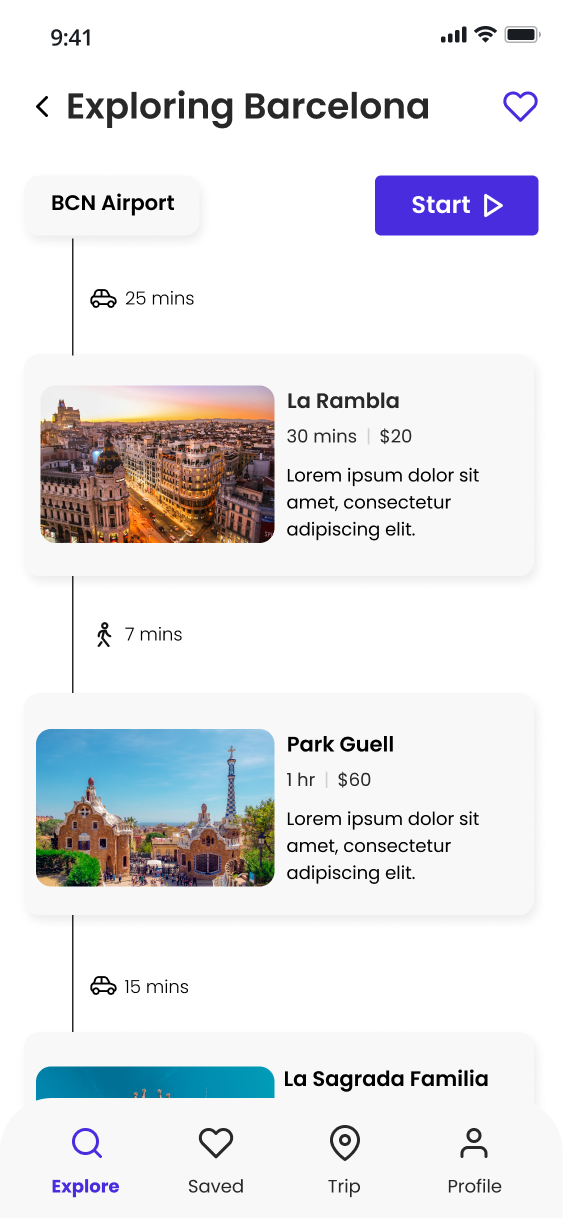 9:41
Exploring Barcelona
BCN Airport
Start
25 mins
La Rambla
30 mins | $20
Lorem ipsum dolor sit
amet, consectetur
adipiscing elit.
7 mins
Park Guell
1 hr | $60
Lorem ipsum dolor sit
amet, consectetur
adipiscing elit.
15 mins
La Sagrada Familia
Explore
Saved
Trip
Profile